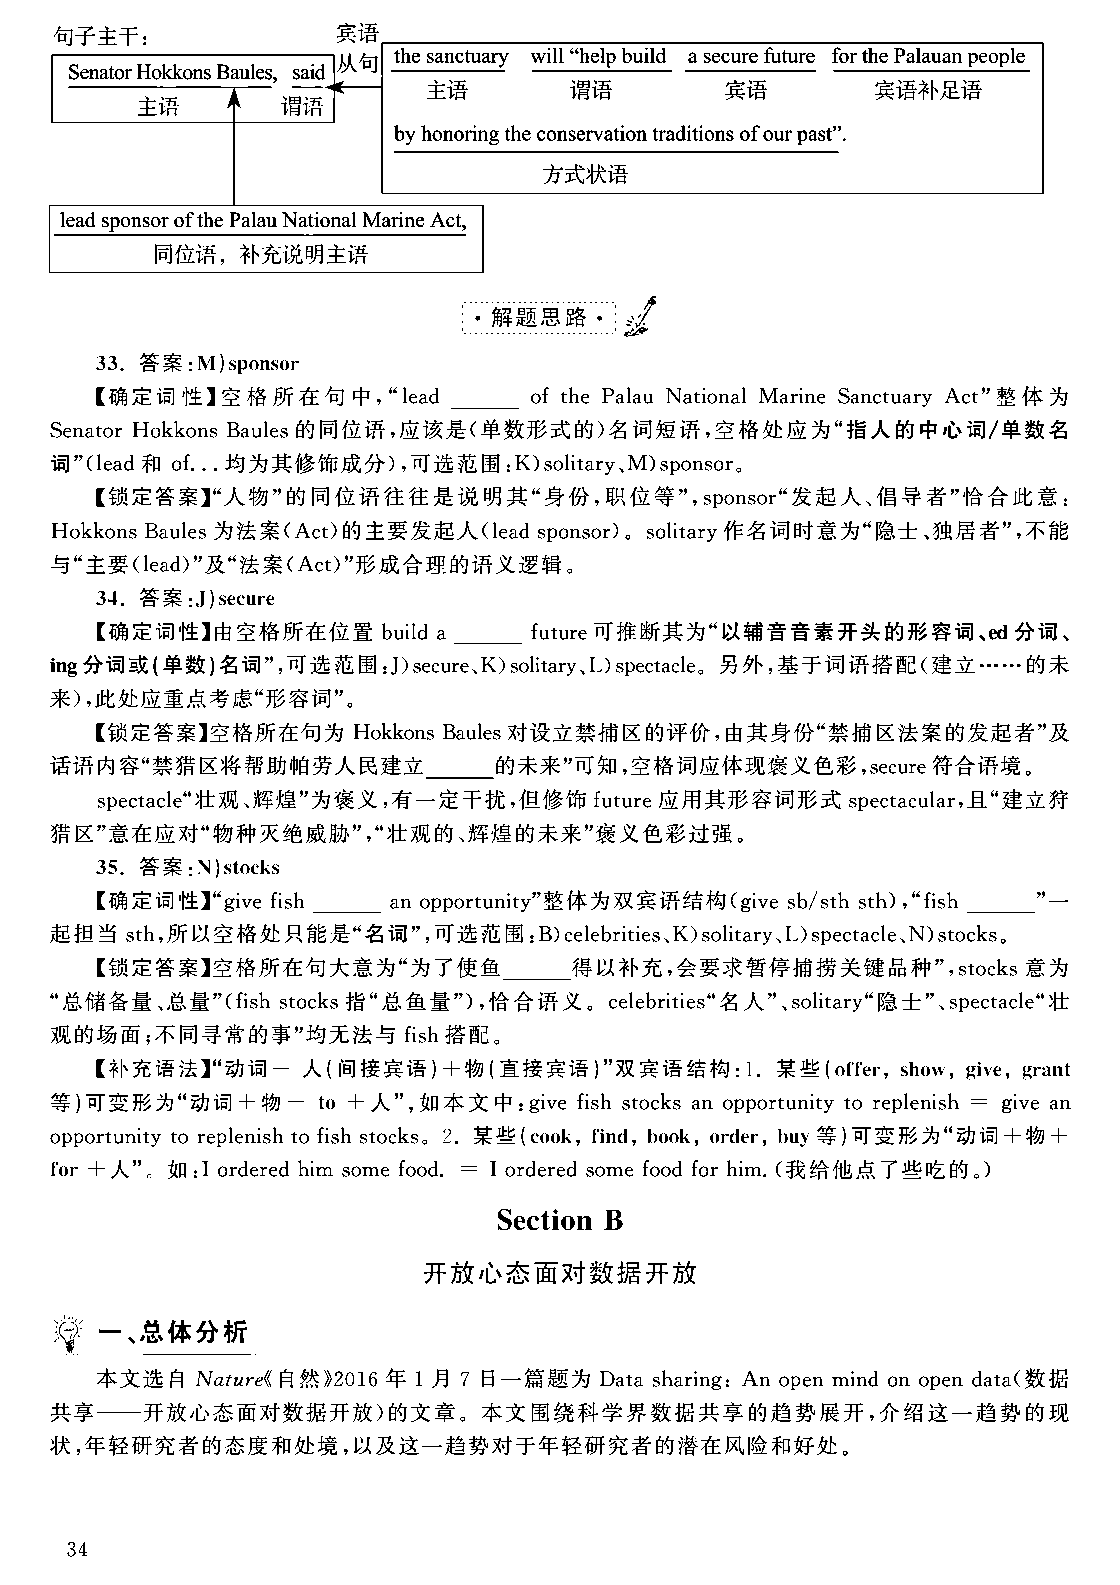 句子主干:
宾语
从句
Senator Hokkons Baules, said
主语 谓语
the sanctuary will “help build a secure future for the Palauan people
主语 谓语 宾语 宾语补足语
by honoring the conservation traditions of our past”.
方式状语
lead sponsor of the Palau National Marine Act,
同位语，补充说明主语
·解题思路·
33. 答案:M)sponsor
【确定词性】空格所在句中,“lead ______ of the Palau National Marine Sanctuary Act”整体为
Senator Hokkons Baules 的同位语,应该是(单数形式的)名词短语,空格处应为“指人的中心词/单数名
词”(lead 和 of... 均为其修饰成分),可选范围:K)solitary、M)sponsor。
【锁定答案】“人物”的同位语往往是说明其“身份,职位等”,sponsor“发起人、倡导者”恰合此意:
Hokkons Baules 为法案(Act)的主要发起人(lead sponsor)。solitary 作名词时意为“隐士、独居者”,不能
与“主要(lead)”及“法案(Act)”形成合理的语义逻辑。
34. 答案:J)secure
【确定词性】由空格所在位置 build a ______ future 可推断其为“以辅音音素开头的形容词、ed 分词、
ing 分词或(单数)名词”,可选范围:J)secure、K)solitary、L)spectacle。另外,基于词语搭配(建立……的未
来),此处应重点考虑“形容词”。
【锁定答案】空格所在句为 Hokkons Baules 对设立禁捕区的评价,由其身份“禁捕区法案的发起者”及
话语内容“禁猎区将帮助帕劳人民建立______的未来”可知,空格词应体现褒义色彩,secure 符合语境。
spectacle“壮观、辉煌”为褒义,有一定干扰,但修饰 future 应用其形容词形式 spectacular,且“建立狩
猎区”意在应对“物种灭绝威胁”,“壮观的、辉煌的未来”褒义色彩过强。
35. 答案:N)stocks
【确定词性】“give fish ______ an opportunity”整体为双宾语结构(give sb/sth sth),“fish ______”一
起担当 sth,所以空格处只能是“名词”,可选范围:B)celebrities、K)solitary、L)spectacle、N)stocks。
【锁定答案】空格所在句大意为“为了使鱼______得以补充,会要求暂停捕捞关键品种”,stocks 意为
“总储备量、总量”(fish stocks 指“总鱼量”),恰合语义。celebrities“名人”、solitary“隐士”、spectacle“壮
观的场面;不同寻常的事”均无法与 fish 搭配。
【补充语法】“动词一 人(间接宾语)＋物(直接宾语)”双宾语结构:1. 某些(offer, show, give, grant
等)可变形为“动词＋物一 to ＋人”,如本文中:give fish stocks an opportunity to replenish = give an
opportunity to replenish to fish stocks。2. 某些(cook, find, book, order, buy 等)可变形为“动词＋物＋
for ＋人”。如:I ordered him some food. = I ordered some food for him.(我给他点了些吃的。)
Section B
开放心态面对数据开放
一、总体分析
本文选自 Nature《自然》2016 年 1 月 7 日一篇题为 Data sharing: An open mind on open data(数据
共享——开放心态面对数据开放)的文章。本文围绕科学界数据共享的趋势展开,介绍这一趋势的现
状,年轻研究者的态度和处境,以及这一趋势对于年轻研究者的潜在风险和好处。
34